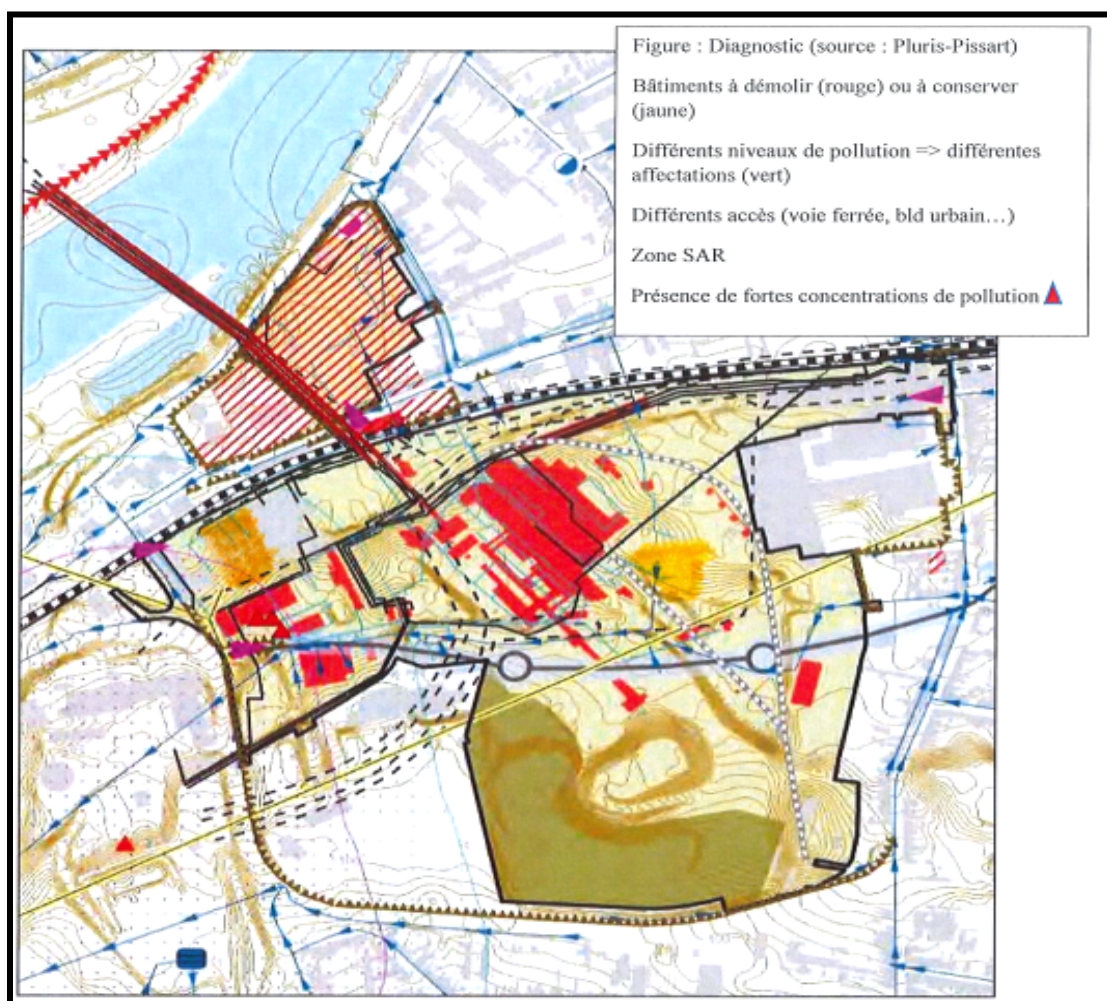 Figure : Diagnostic (source : Pluris-Pissart)
Bâtiments à démolir (rouge) ou à conserver
(jaune)
Différents niveaux de pollution => différentes
affectations (vert)
Différents accès (voie ferrée, bld urbain…)
Zone SAR
Présence de fortes concentrations de pollution